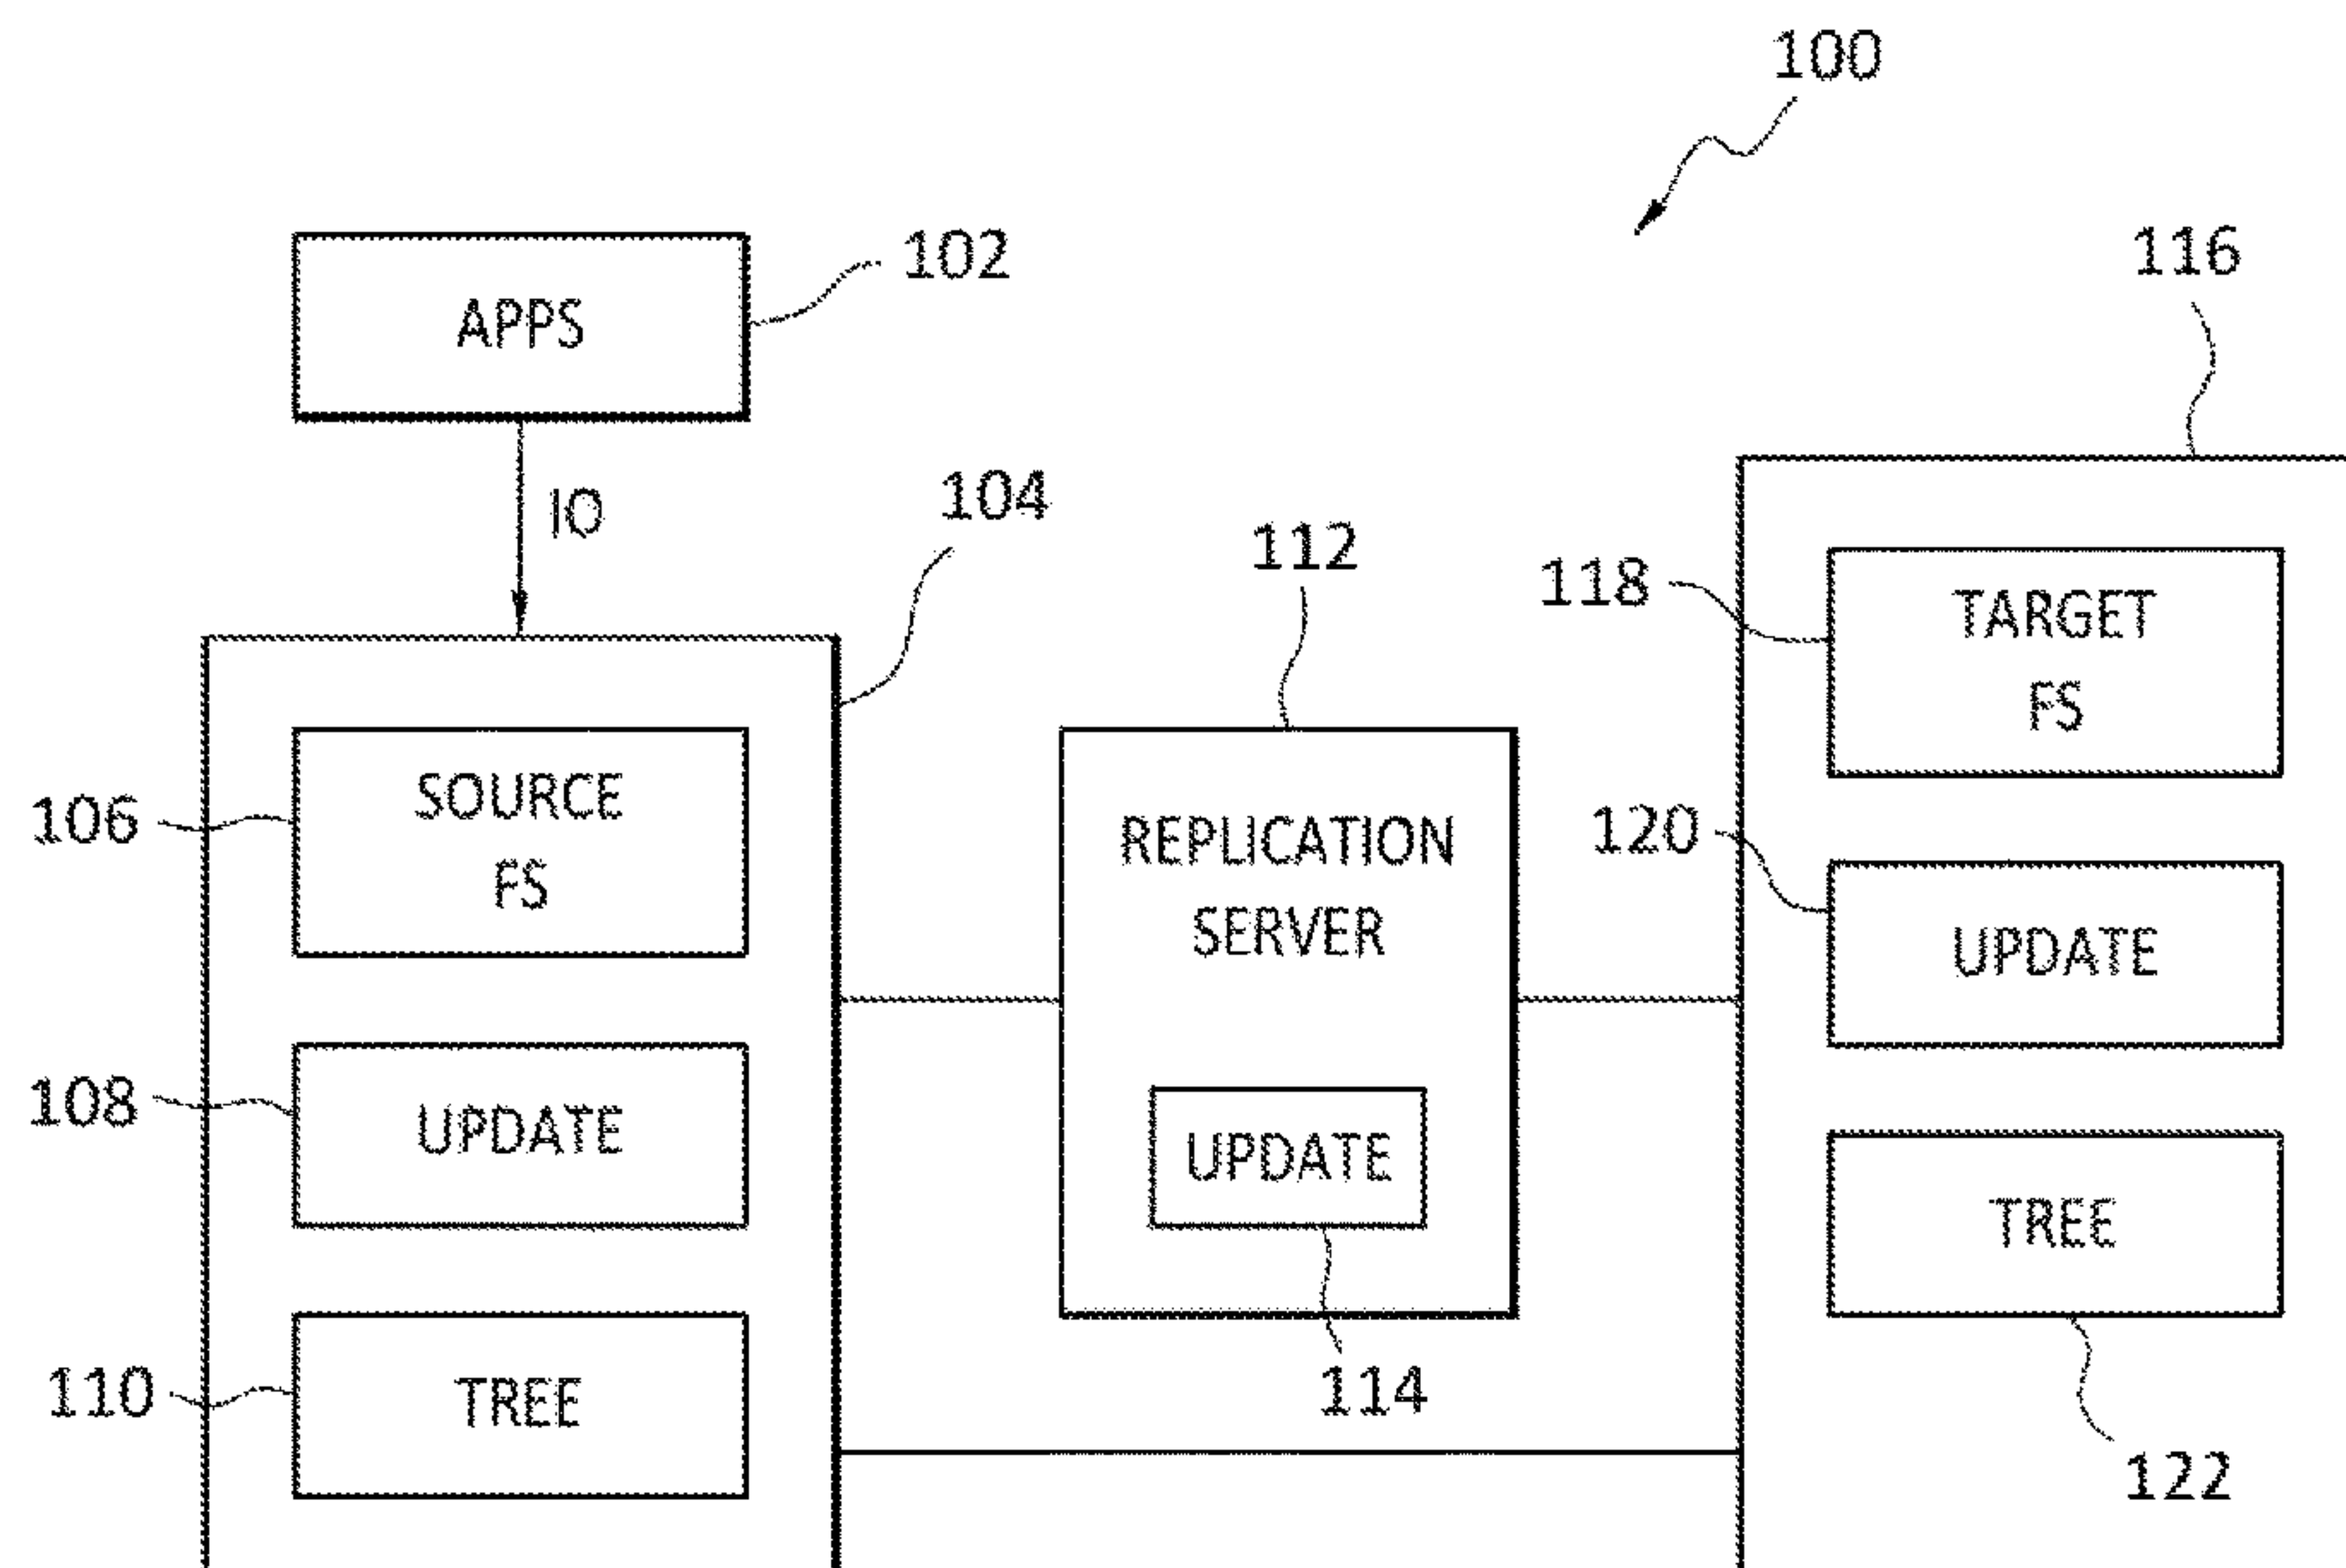 100
APPS
102
IO
104
116
112
118
TARGET
FS
106
SOURCE
FS
REPLICATION
SERVER
120
UPDATE
108
UPDATE
UPDATE
TREE
110
TREE
114
122